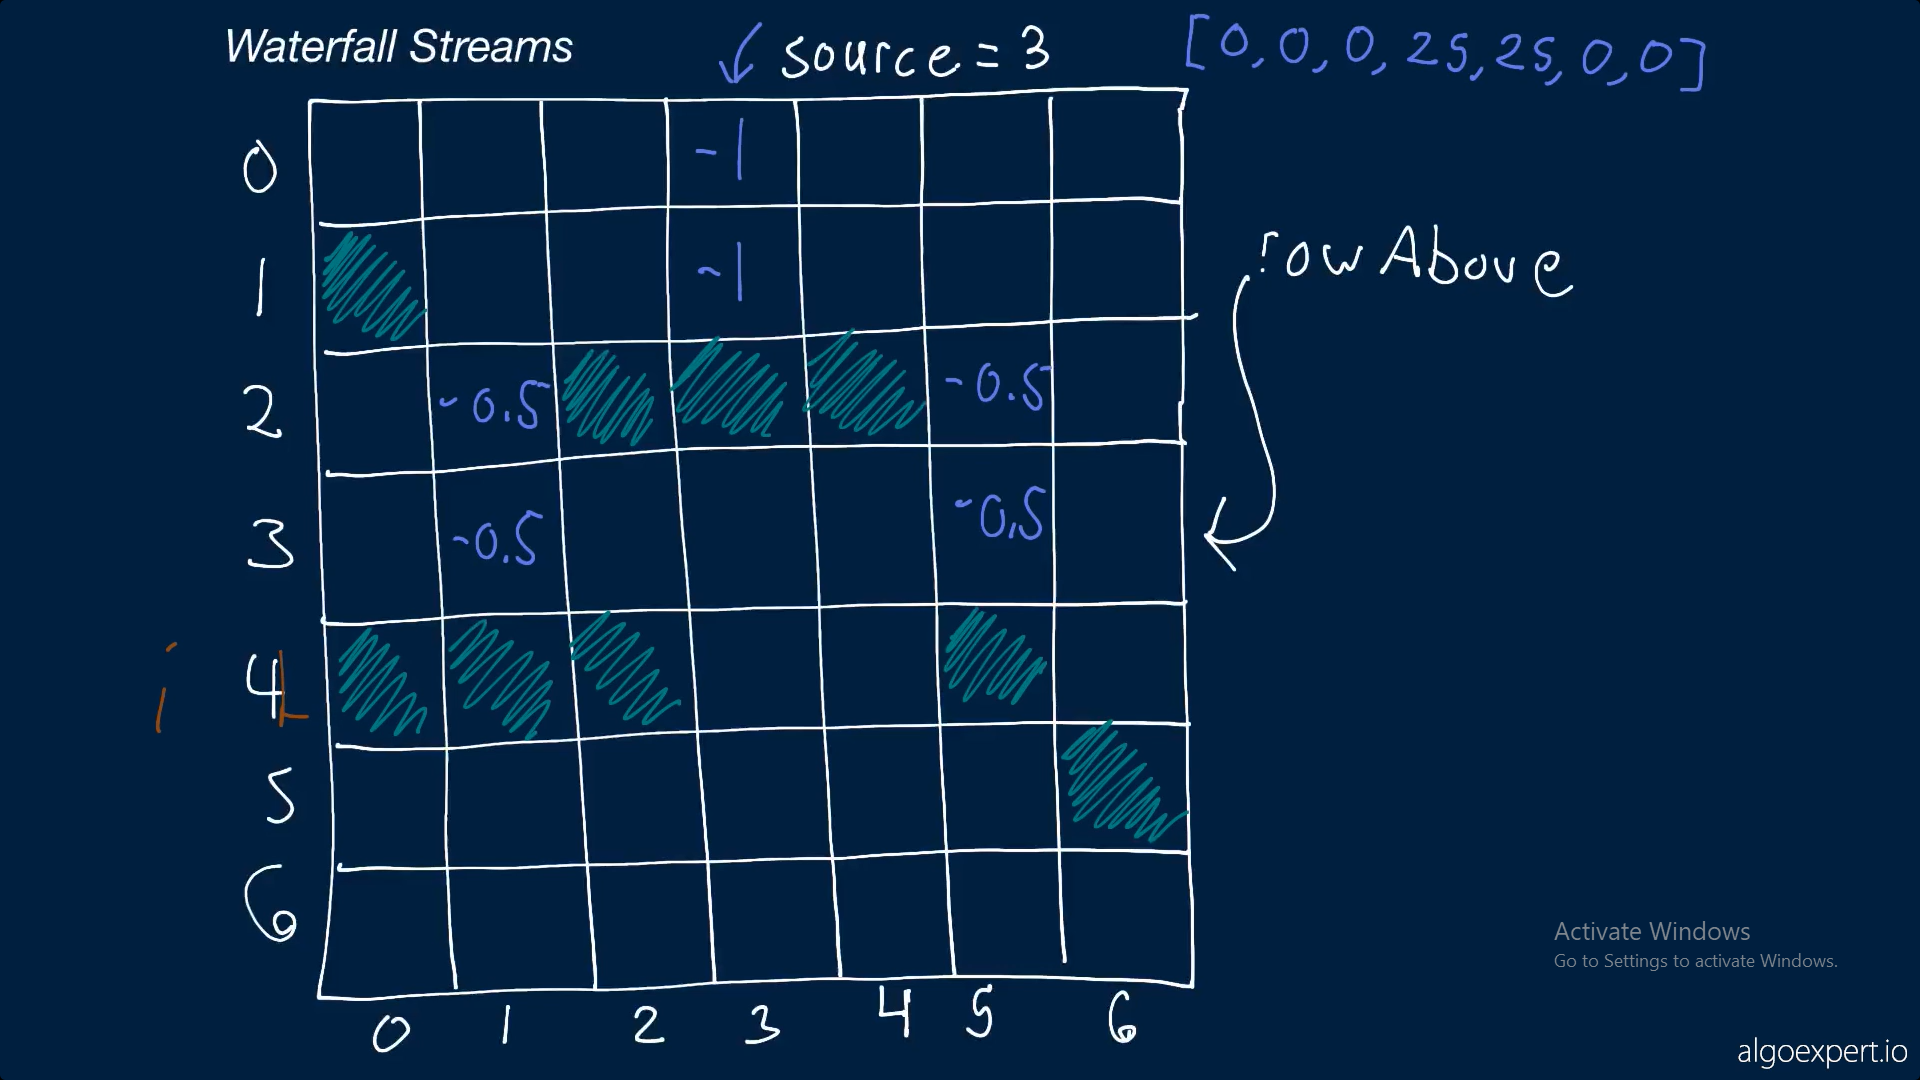 Waterfall Streams
source = 3
[0, 0, 0, 25, 25, 0, 0]
0
-1
1
-1
rowAbove
2
-0.5
-0.5
3
-0.5
-0.5
i
4
5
6
0 1 2 3 4 5 6
Activate Windows
Go to Settings to activate Windows.
algoexpert.io